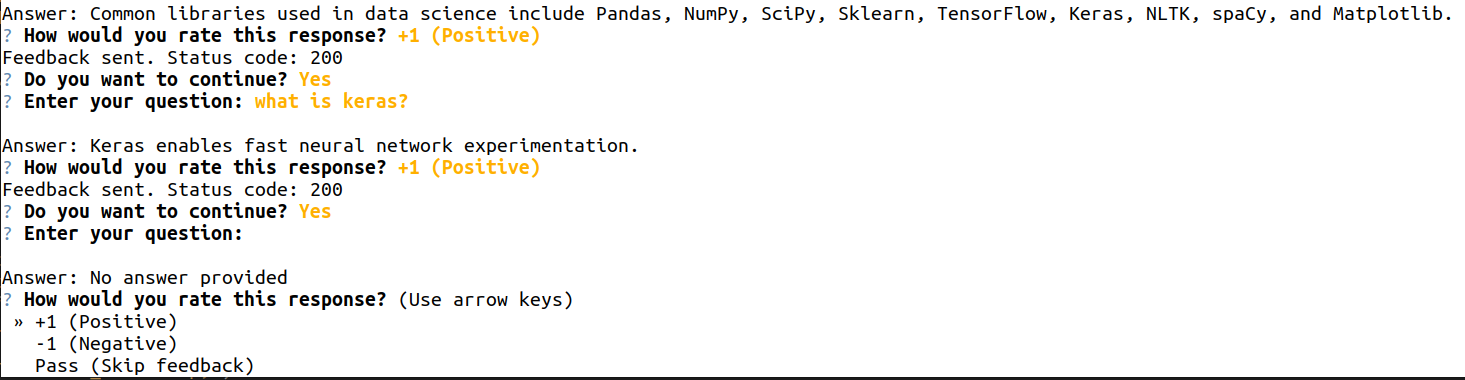 Answer: Common libraries used in data science include Pandas, NumPy, SciPy, Sklearn, TensorFlow, Keras, NLTK, spaCy, and Matplotlib.
? How would you rate this response? +1 (Positive)
Feedback sent. Status code: 200
? Do you want to continue? Yes
? Enter your question: what is keras?
Answer: Keras enables fast neural network experimentation.
? How would you rate this response? +1 (Positive)
Feedback sent. Status code: 200
? Do you want to continue? Yes
? Enter your question:
Answer: No answer provided
? How would you rate this response? (Use arrow keys)
» +1 (Positive)
-1 (Negative)
Pass (Skip feedback)